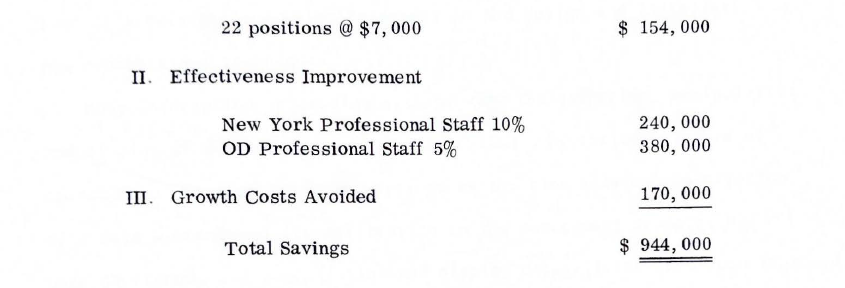 22 positions @ $7,000 $ 154,000
II. Effectiveness Improvement
New York Professional Staff 10% 240,000
OD Professional Staff 5% 380,000
III. Growth Costs Avoided 170,000
Total Savings $ 944,000